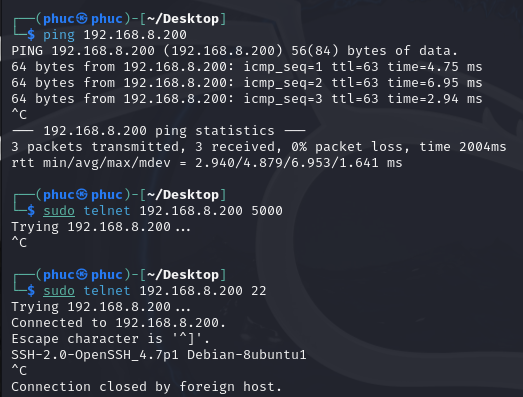 ┌──(phuc㉿phuc)-[~/Desktop]
└─$ ping 192.168.8.200
PING 192.168.8.200 (192.168.8.200) 56(84) bytes of data.
64 bytes from 192.168.8.200: icmp_seq=1 ttl=63 time=4.75 ms
64 bytes from 192.168.8.200: icmp_seq=2 ttl=63 time=6.95 ms
64 bytes from 192.168.8.200: icmp_seq=3 ttl=63 time=2.94 ms
^C
--- 192.168.8.200 ping statistics ---
3 packets transmitted, 3 received, 0% packet loss, time 2004ms
rtt min/avg/max/mdev = 2.940/4.879/6.953/1.641 ms
┌──(phuc㉿phuc)-[~/Desktop]
└─$ sudo telnet 192.168.8.200 5000
Trying 192.168.8.200...
^C
┌──(phuc㉿phuc)-[~/Desktop]
└─$ sudo telnet 192.168.8.200 22
Trying 192.168.8.200...
Connected to 192.168.8.200.
Escape character is '^]'.
SSH-2.0-OpenSSH_4.7p1 Debian-8ubuntu1
^C
Connection closed by foreign host.